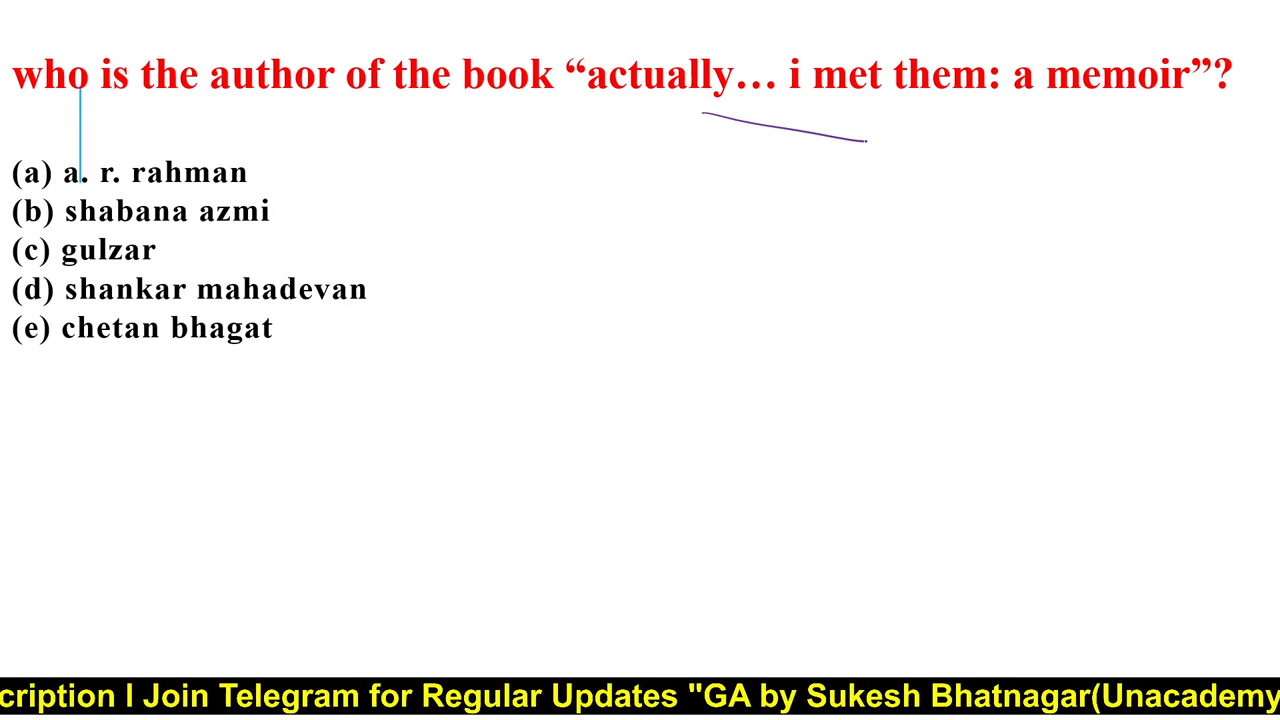 who is the author of the book “actually… i met them: a memoir”?
(a) a. r. rahman
(b) shabana azmi
(c) gulzar
(d) shankar mahadevan
(e) chetan bhagat
cription I Join Telegram for Regular Updates "GA by Sukesh Bhatnagar(Unacademy